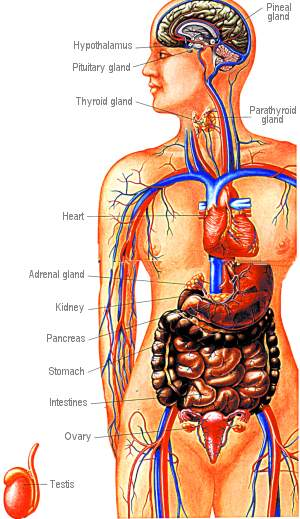 Pineal
gland
Hypothalamus
Pituitary gland
Thyroid gland
Parathyroid
gland
Heart
Adrenal gland
Kidney
Pancreas
Stomach
Intestines
Ovary
Testis